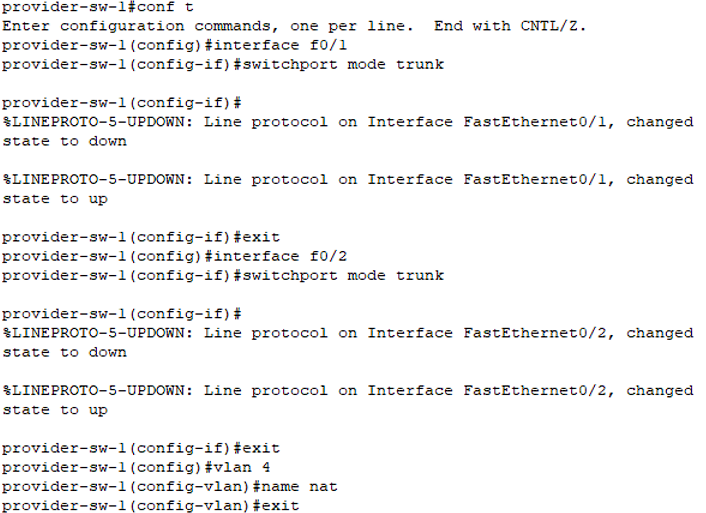 provider-sw-1#conf t
Enter configuration commands, one per line.  End with CNTL/Z.
provider-sw-1(config)#interface f0/1
provider-sw-1(config-if)#switchport mode trunk
provider-sw-1(config-if)#
%LINEPROTO-5-UPDOWN: Line protocol on Interface FastEthernet0/1, changed
state to down
%LINEPROTO-5-UPDOWN: Line protocol on Interface FastEthernet0/1, changed
state to up
provider-sw-1(config-if)#exit
provider-sw-1(config)#interface f0/2
provider-sw-1(config-if)#switchport mode trunk
provider-sw-1(config-if)#
%LINEPROTO-5-UPDOWN: Line protocol on Interface FastEthernet0/2, changed
state to down
%LINEPROTO-5-UPDOWN: Line protocol on Interface FastEthernet0/2, changed
state to up
provider-sw-1(config-if)#exit
provider-sw-1(config)#vlan 4
provider-sw-1(config-vlan)#name nat
provider-sw-1(config-vlan)#exit